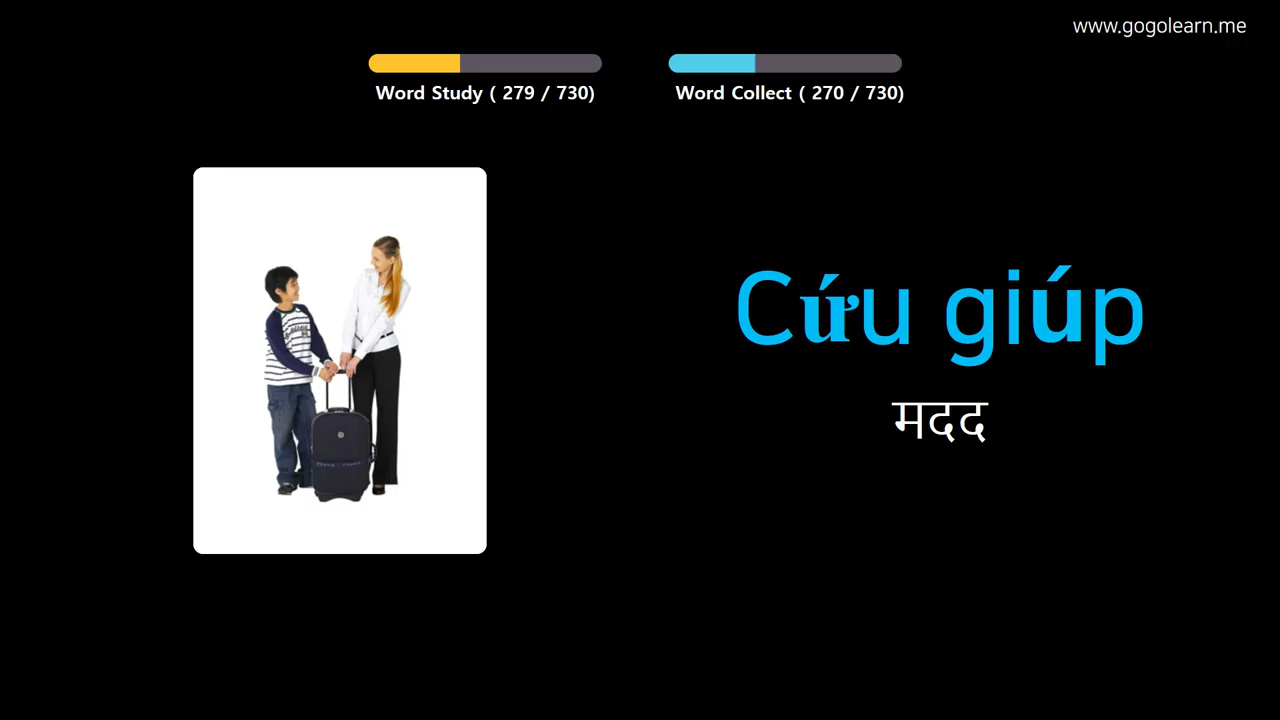 www.gogolearn.me
Word Study ( 279 / 730)
Word Collect ( 270 / 730)
Cứu giúp
मदद